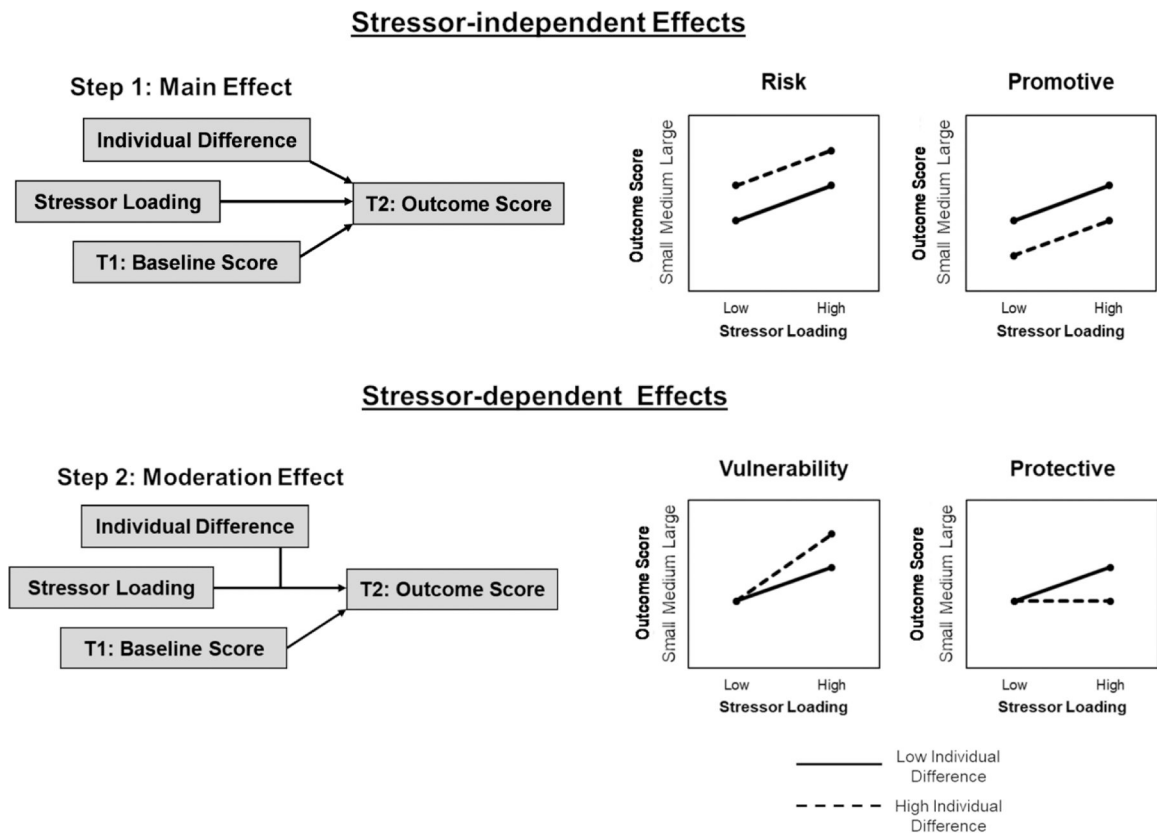 Stressor-independent Effects
Step 1: Main Effect
Individual Difference
Stressor Loading
T1: Baseline Score
T2: Outcome Score
Risk
Outcome Score
Small Medium Large
Low High
Stressor Loading
Promotive
Outcome Score
Small Medium Large
Low High
Stressor Loading
Stressor-dependent Effects
Step 2: Moderation Effect
Individual Difference
Stressor Loading
T1: Baseline Score
T2: Outcome Score
Vulnerability
Outcome Score
Small Medium Large
Low High
Stressor Loading
Protective
Outcome Score
Small Medium Large
Low High
Stressor Loading
Low Individual
Difference
High Individual
Difference